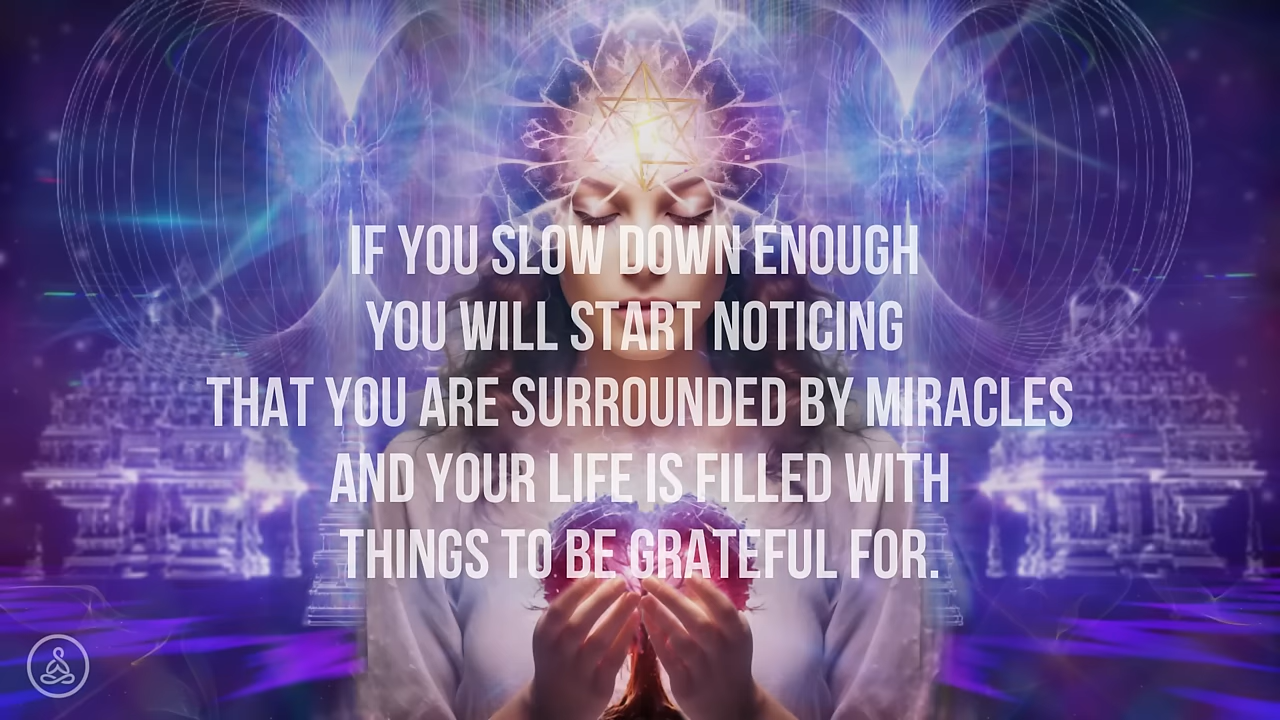 IF YOU SLOW DOWN ENOUGH
YOU WILL START NOTICING
THAT YOU ARE SURROUNDED BY MIRACLES
AND YOUR LIFE IS FILLED WITH
THINGS TO BE GRATEFUL FOR.